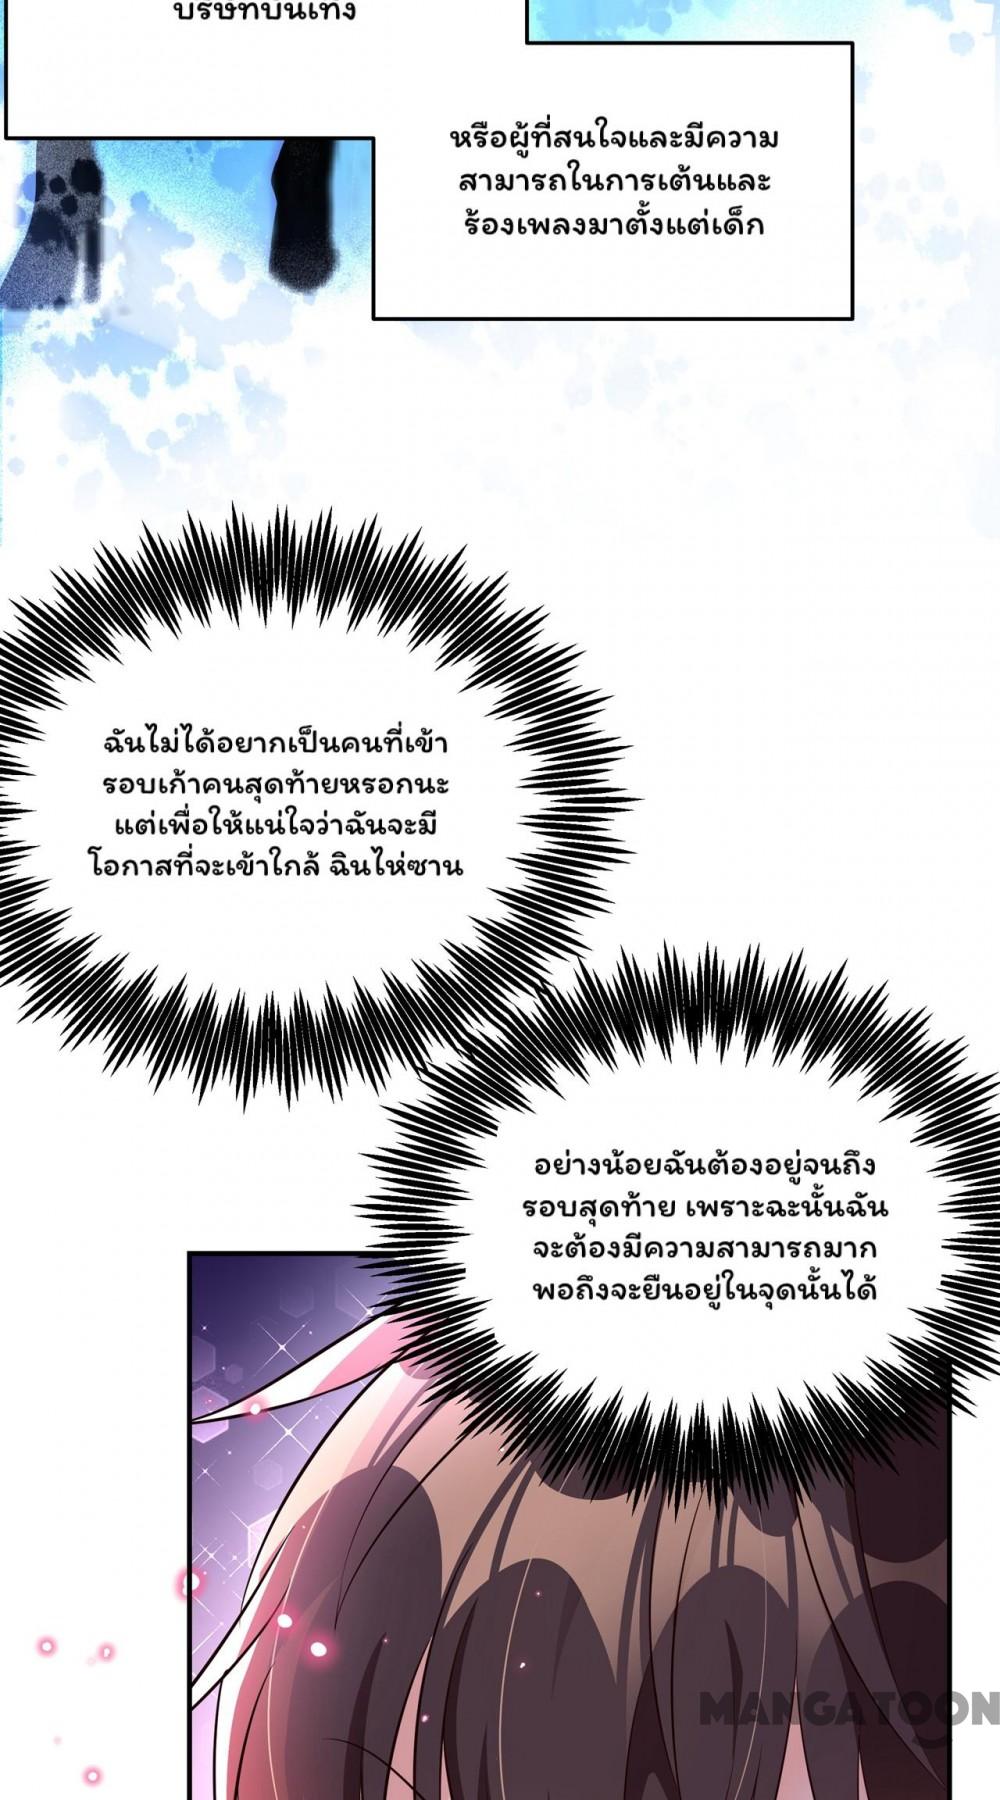 บริษัทบันเทิง
หรือผู้ที่สนใจและมีความ
สามารถในการเต้นและ
ร้องเพลงมาตั้งแต่เด็ก
ฉันไม่ได้อยากเป็นคนที่เข้า
รอบเก้าคนสุดท้ายหรอกนะ
แต่เพื่อให้แน่ใจว่าฉันจะมี
โอกาสที่จะเข้าใกล้ ฉินไห่ซาน
อย่างน้อยฉันต้องอยู่จนถึง
รอบสุดท้าย เพราะฉะนั้นฉัน
จะต้องมีความสามารถมาก
พอถึงจะยืนอยู่ในจุดนั้นได้
MANGATOON